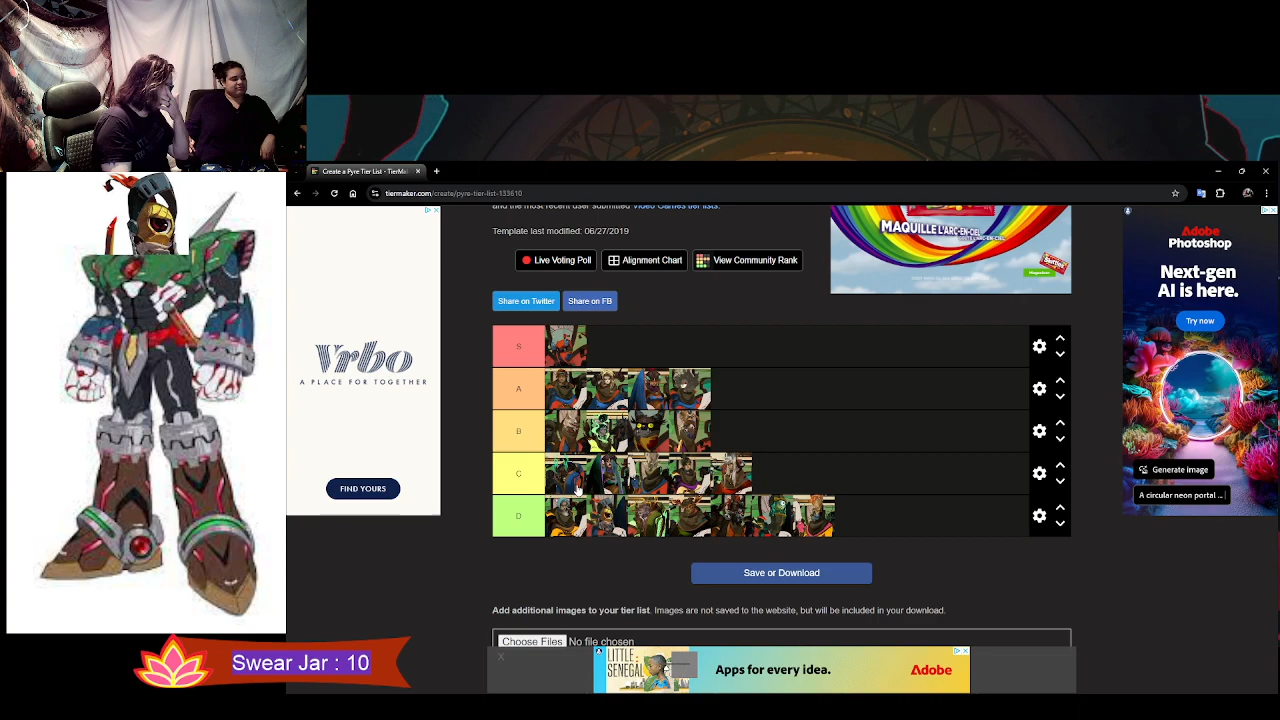 Create a Pyre Tier List - TierMa
tiermaker.com/create/pyre-tier-list-133610
and the most recent user submitted Video Games tier lists.
Template last modified: 06/27/2019
MAQUILLE L'ARC-EN-CIEL
Live Voting Poll
Alignment Chart
View Community Rank
Share on Twitter
Share on FB
S
A
B
C
D
Save or Download
Add additional images to your tier list. Images are not saved to the website, but will be included in your download.
Choose Files No file chosen
Vrbo
A PLACE FOR TOGETHER
FIND YOURS
Adobe
Photoshop
Next-gen
AI is here.
Try now
Generate image
A circular neon portal ...
X
LITTLE
SENEGAL
Apps for every idea.
Adobe
Swear Jar : 10